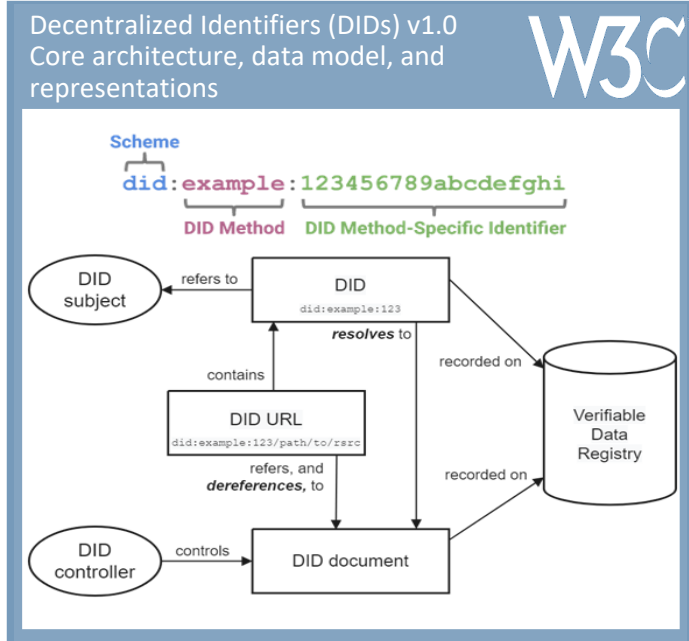 Decentralized Identifiers (DIDs) v1.0
Core architecture, data model, and
representations
W3C
Scheme
did:example:123456789abcdefghi
DID Method
DID Method-Specific Identifier
DID
subject
refers to
DID
did:example:123
resolves to
recorded on
contains
DID URL
did:example:123/path/to/rsrc
Verifiable
Data
Registry
refers, and
dereferences, to
recorded on
DID
controller
controls
DID document